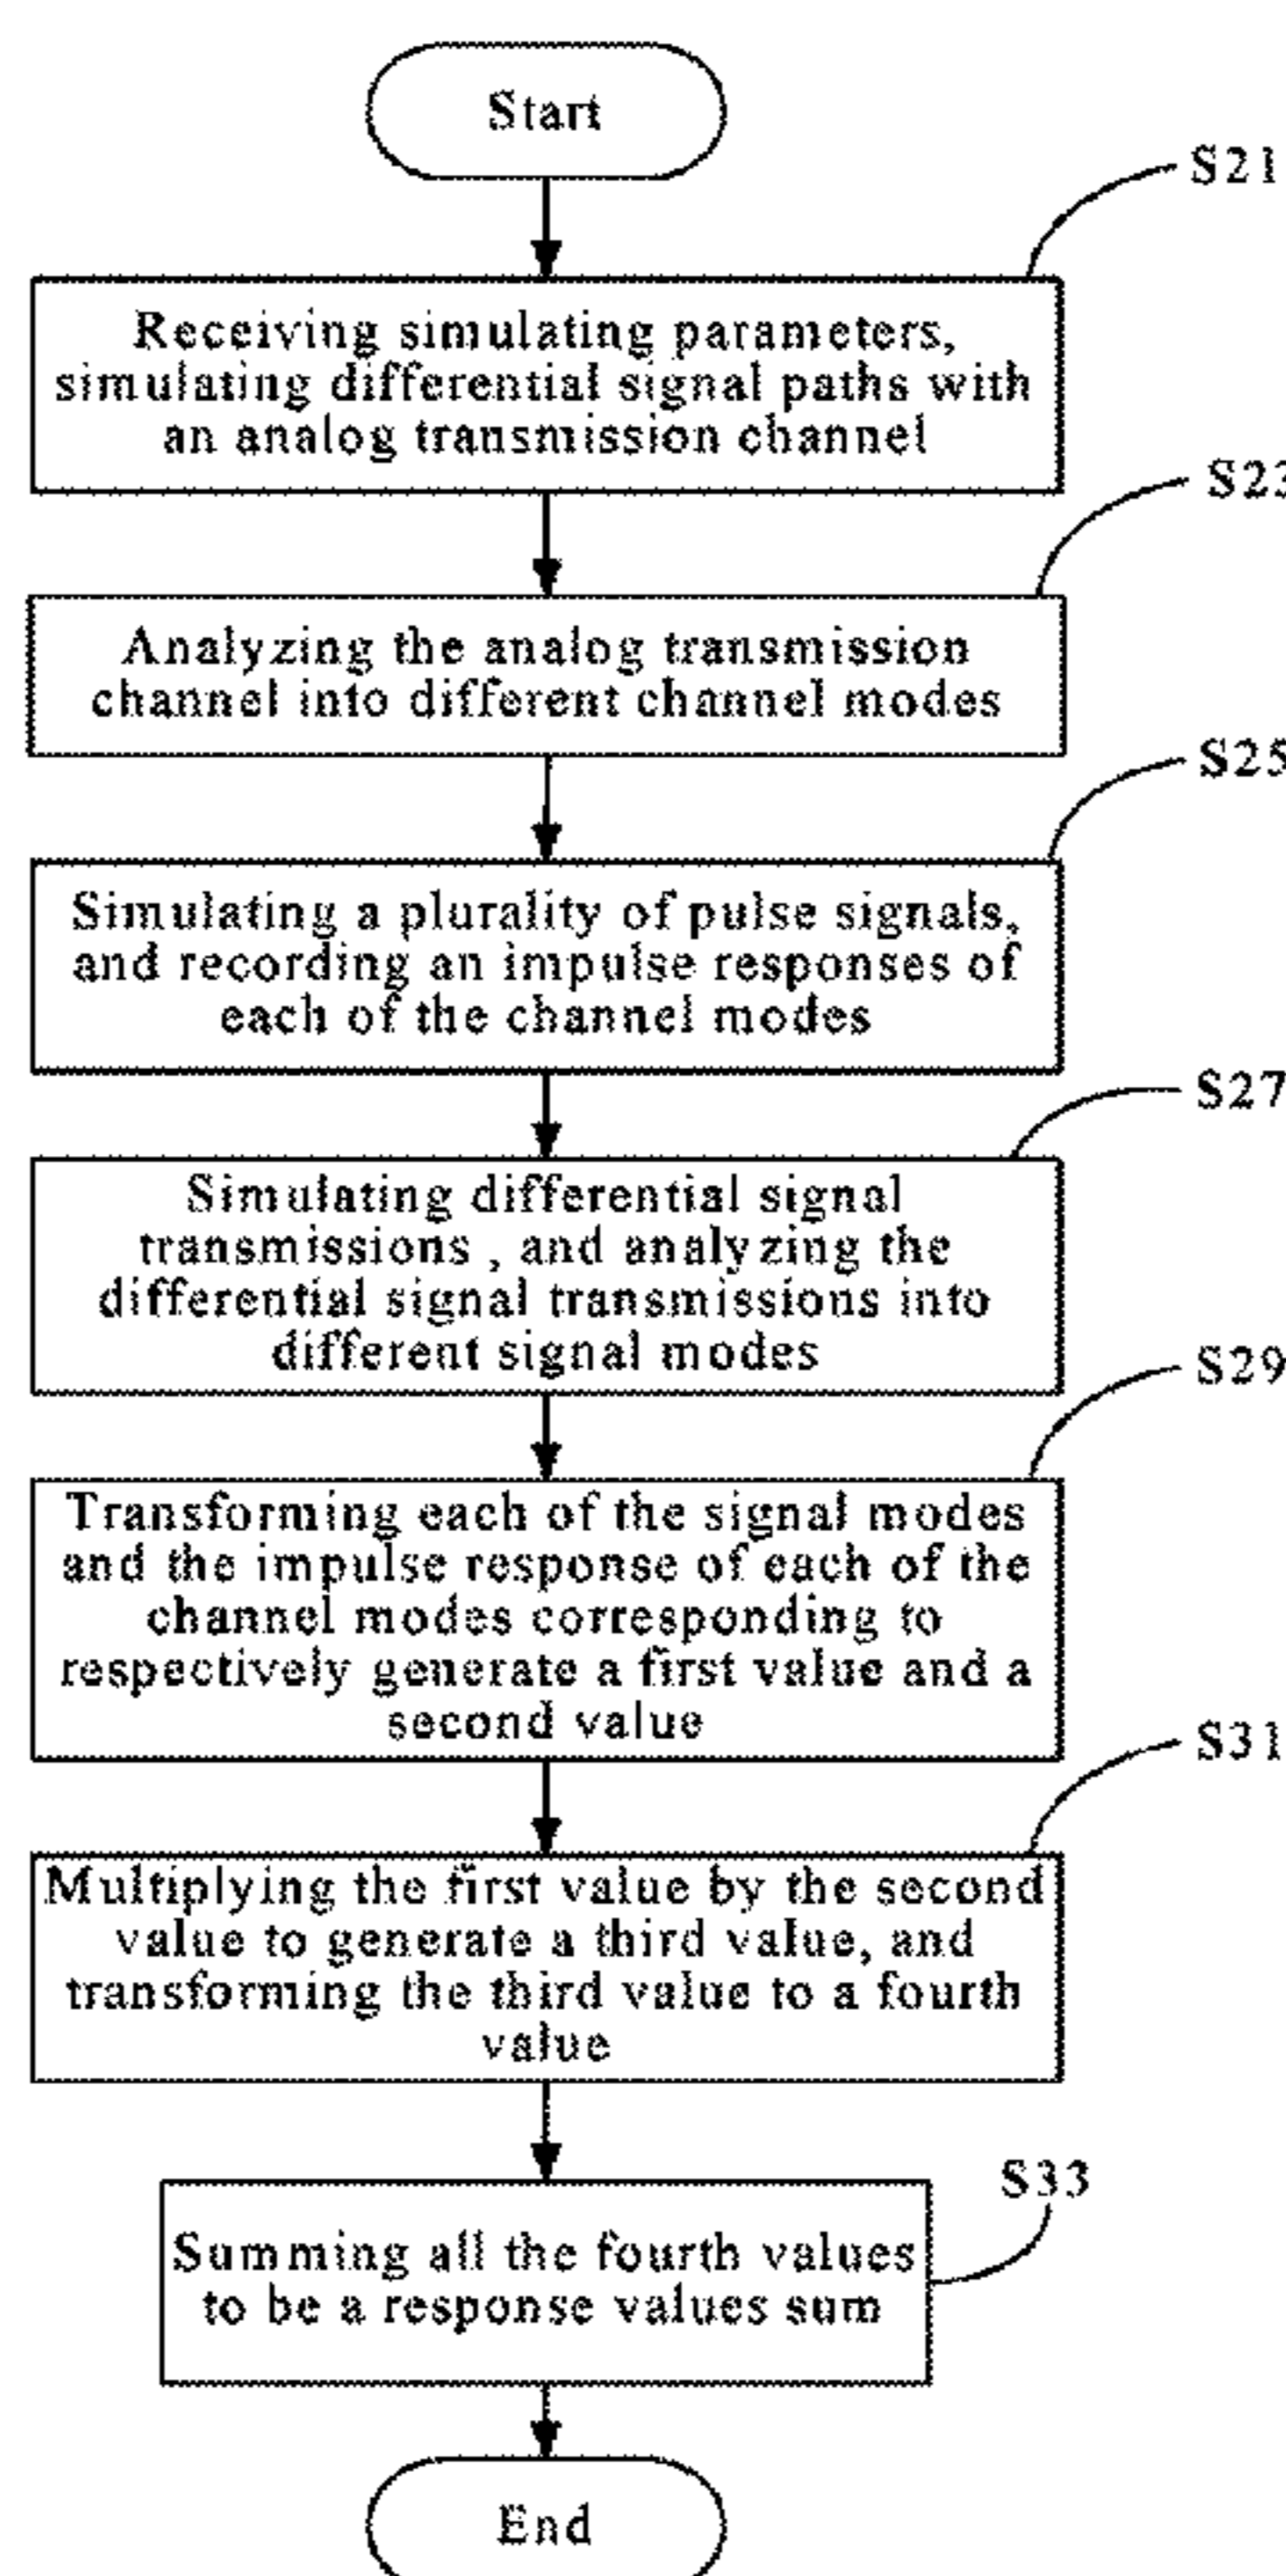 Start
S21
Receiving simulating parameters,
simulating differential signal paths with
an analog transmission channel
S23
Analyzing the analog transmission
channel into different channel modes
S25
Simulating a plurality of pulse signals,
and recording an impulse responses of
each of the channel modes
S27
Simulating differential signal
transmissions , and analyzing the
differential signal transmissions into
different signal modes
S29
Transforming each of the signal modes
and the impulse response of each of the
channel modes corresponding to
respectively generate a first value and a
second value
S31
Multiplying the first value by the second
value to generate a third value, and
transforming the third value to a fourth
value
S33
Summing all the fourth values
to be a response values sum
End